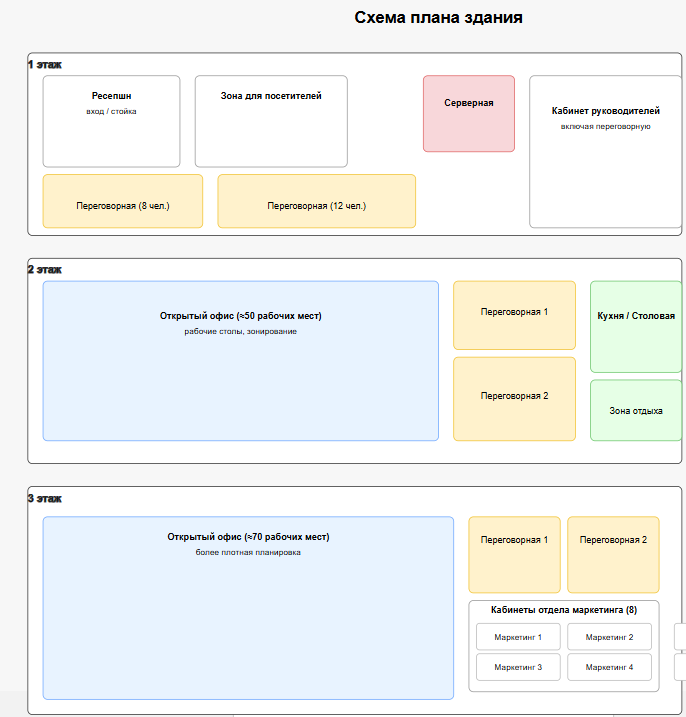 Схема плана здания
1 этаж
Ресепшн
вход / стойка
Зона для посетителей
Серверная
Кабинет руководителей
включая переговорную
Переговорная (8 чел.)
Переговорная (12 чел.)
2 этаж
Открытый офис (≈50 рабочих мест)
рабочие столы, зонирование
Переговорная 1
Переговорная 2
Кухня / Столовая
Зона отдыха
3 этаж
Открытый офис (≈70 рабочих мест)
более плотная планировка
Переговорная 1
Переговорная 2
Кабинеты отдела маркетинга (8)
Маркетинг 1
Маркетинг 2
Маркетинг 3
Маркетинг 4